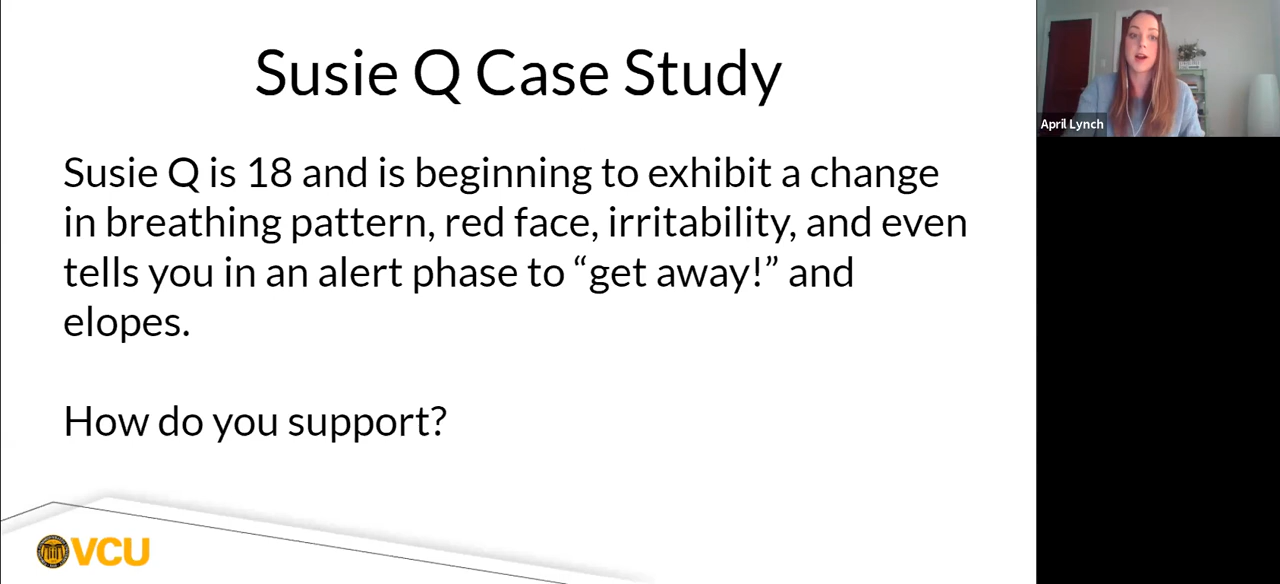 Susie Q Case Study
April Lynch
Susie Q is 18 and is beginning to exhibit a change
in breathing pattern, red face, irritability, and even
tells you in an alert phase to “get away!” and
elopes.
How do you support?
VCU